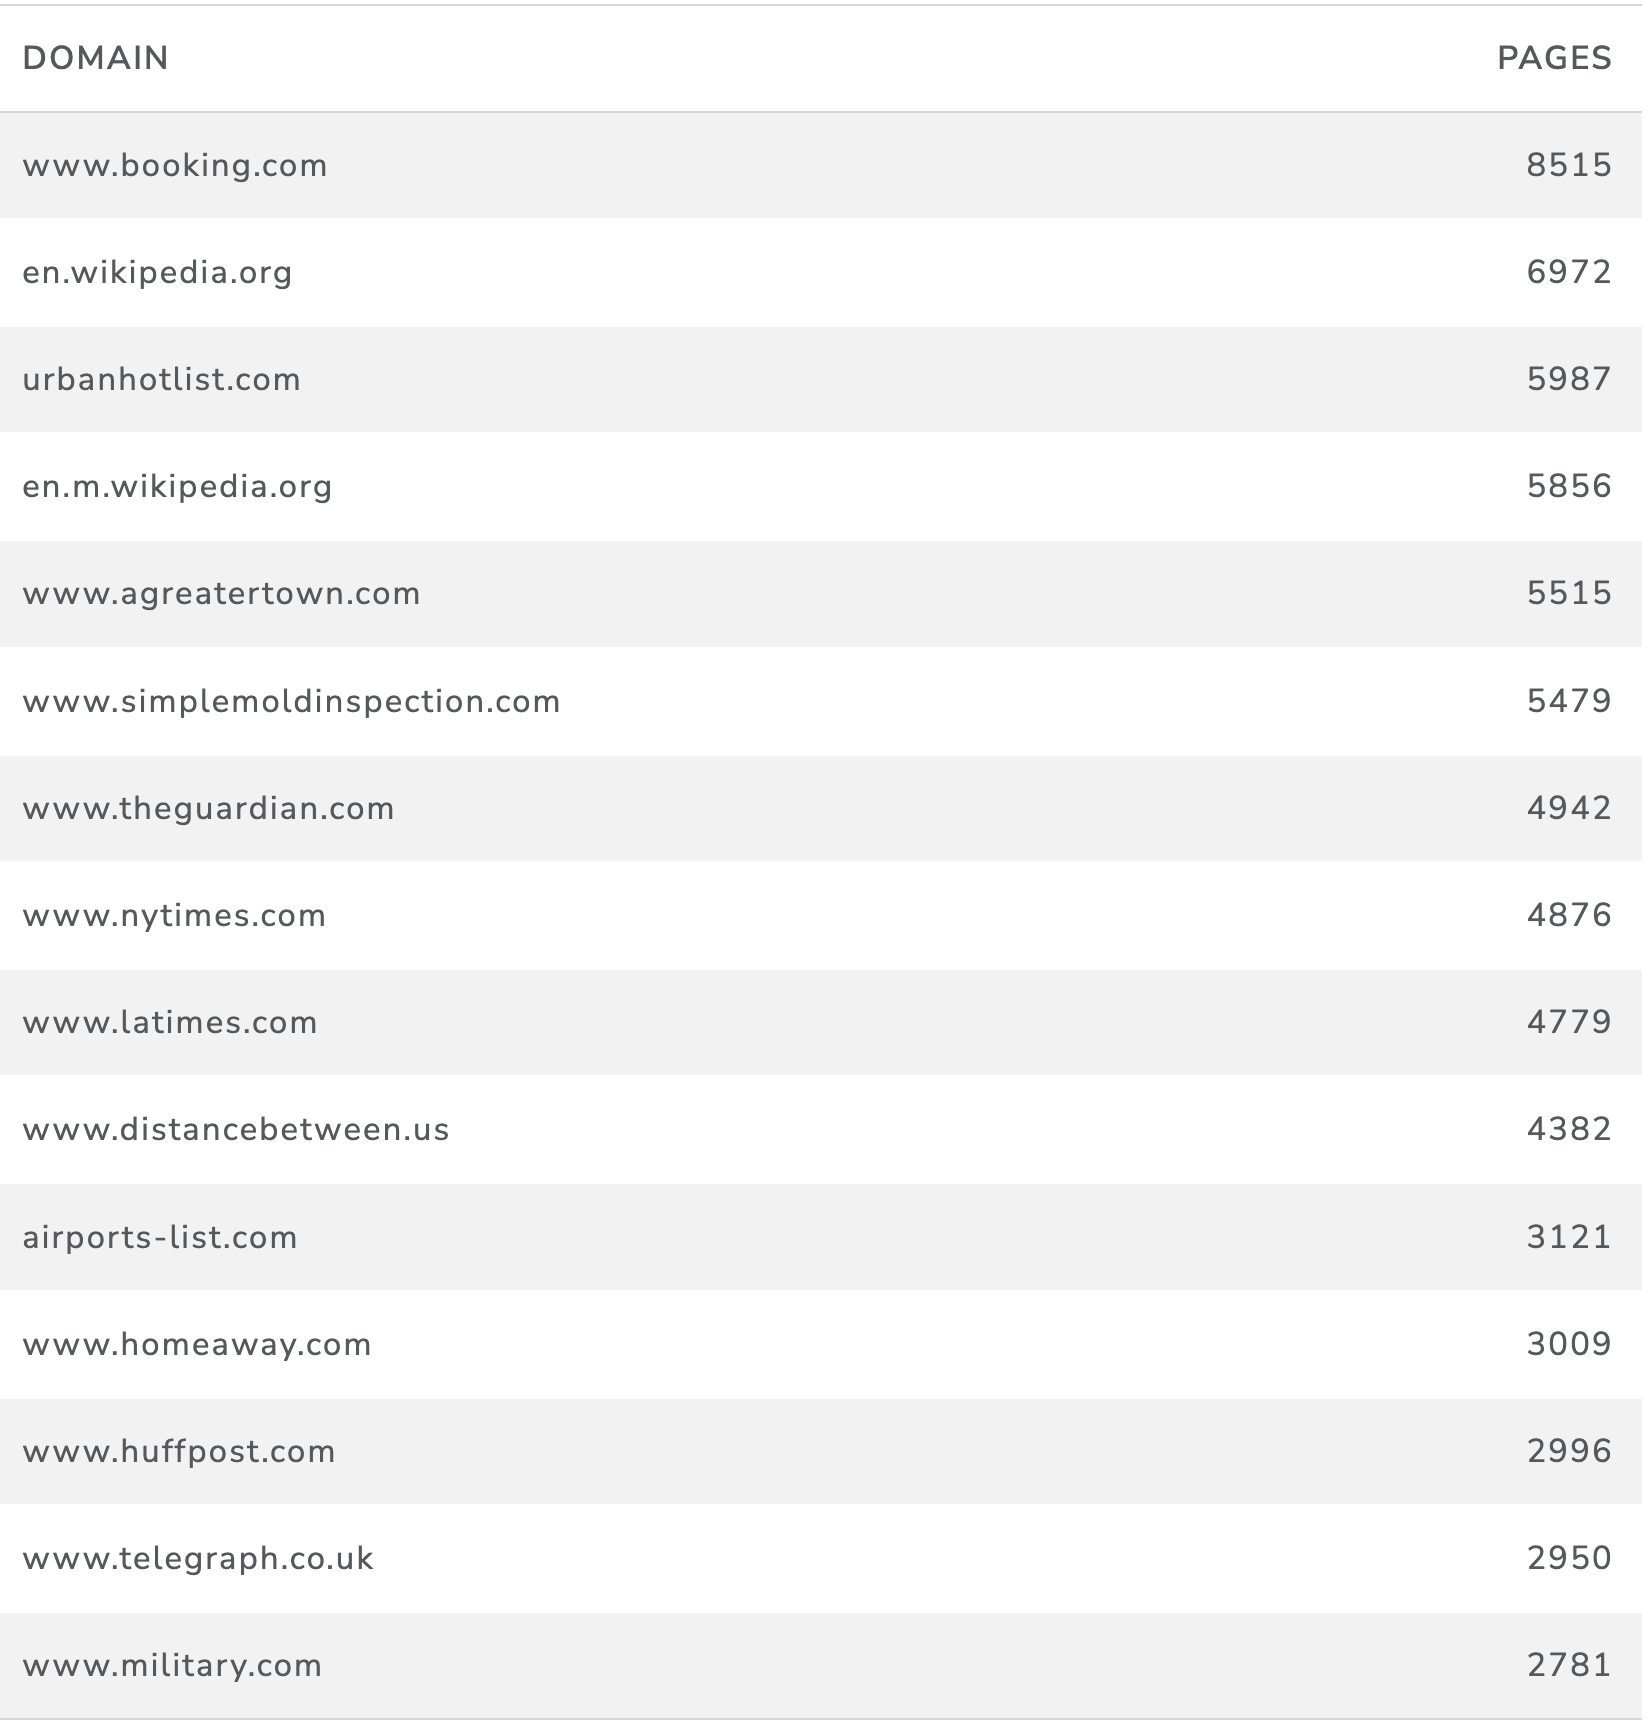 DOMAIN PAGES
www.booking.com 8515
en.wikipedia.org 6972
urbanhotlist.com 5987
en.m.wikipedia.org 5856
www.agreatertown.com 5515
www.simplemoldinspection.com 5479
www.theguardian.com 4942
www.nytimes.com 4876
www.latimes.com 4779
www.distancebetween.us 4382
airports-list.com 3121
www.homeaway.com 3009
www.huffpost.com 2996
www.telegraph.co.uk 2950
www.military.com 2781